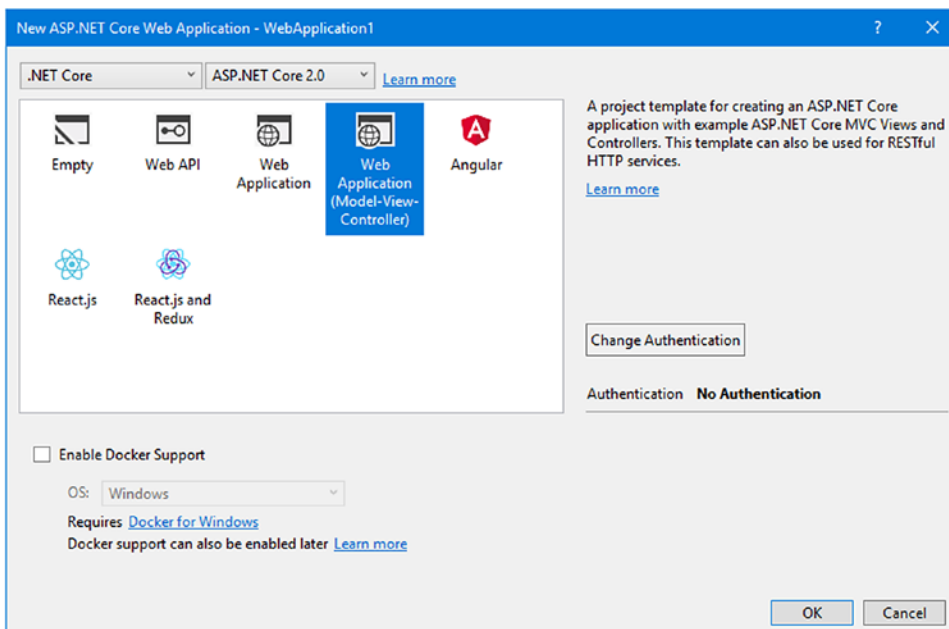 New ASP.NET Core Web Application - WebApplication1
? ×
.NET Core
ASP.NET Core 2.0
Learn more
Empty
Web API
Web
Application
Web
Application
(Model-View-
Controller)
Angular
React.js
React.js and
Redux
A project template for creating an ASP.NET Core
application with example ASP.NET Core MVC Views and
Controllers. This template can also be used for RESTful
HTTP services.
Learn more
Change Authentication
Authentication No Authentication
Enable Docker Support
OS: Windows
Requires Docker for Windows
Docker support can also be enabled later Learn more
OK
Cancel